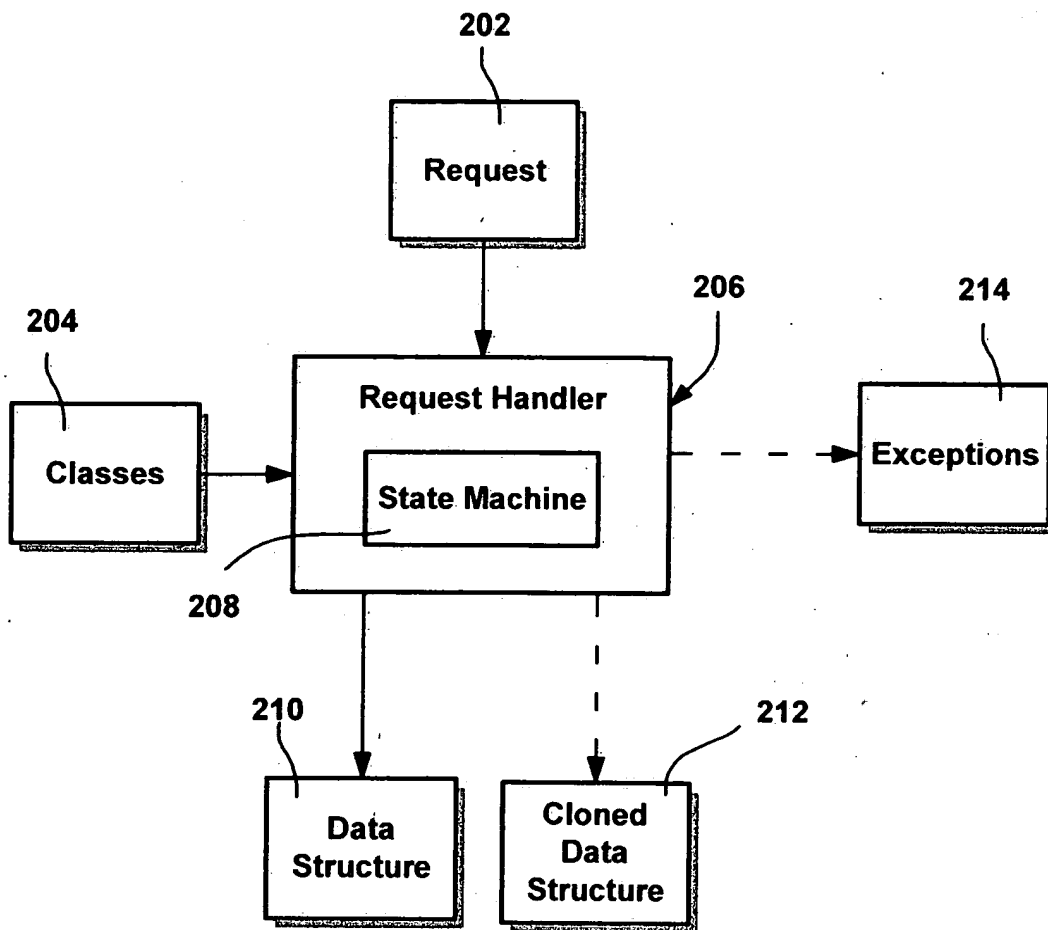 202
Request
206
214
204
Request Handler
Classes
Exceptions
State Machine
208
210
212
Data
Structure
Cloned
Data
Structure